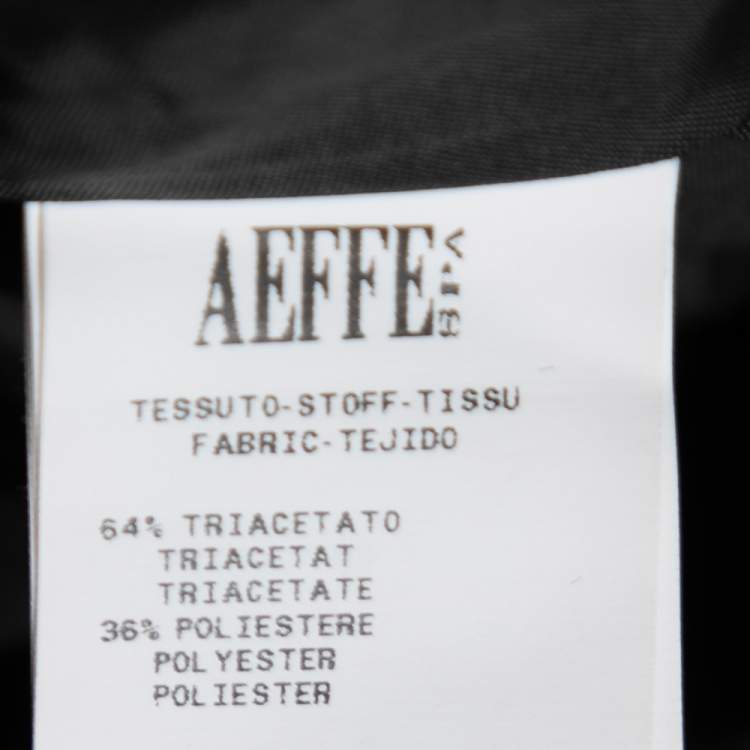 AEFFE SPA
TESSUTO-STOFF-TISSU
FABRIC-TEJIDO
64% TRIACETATO
TRIACETAT
TRIACETATE
36% POLIESTERE
POLYESTER
POLIESTER